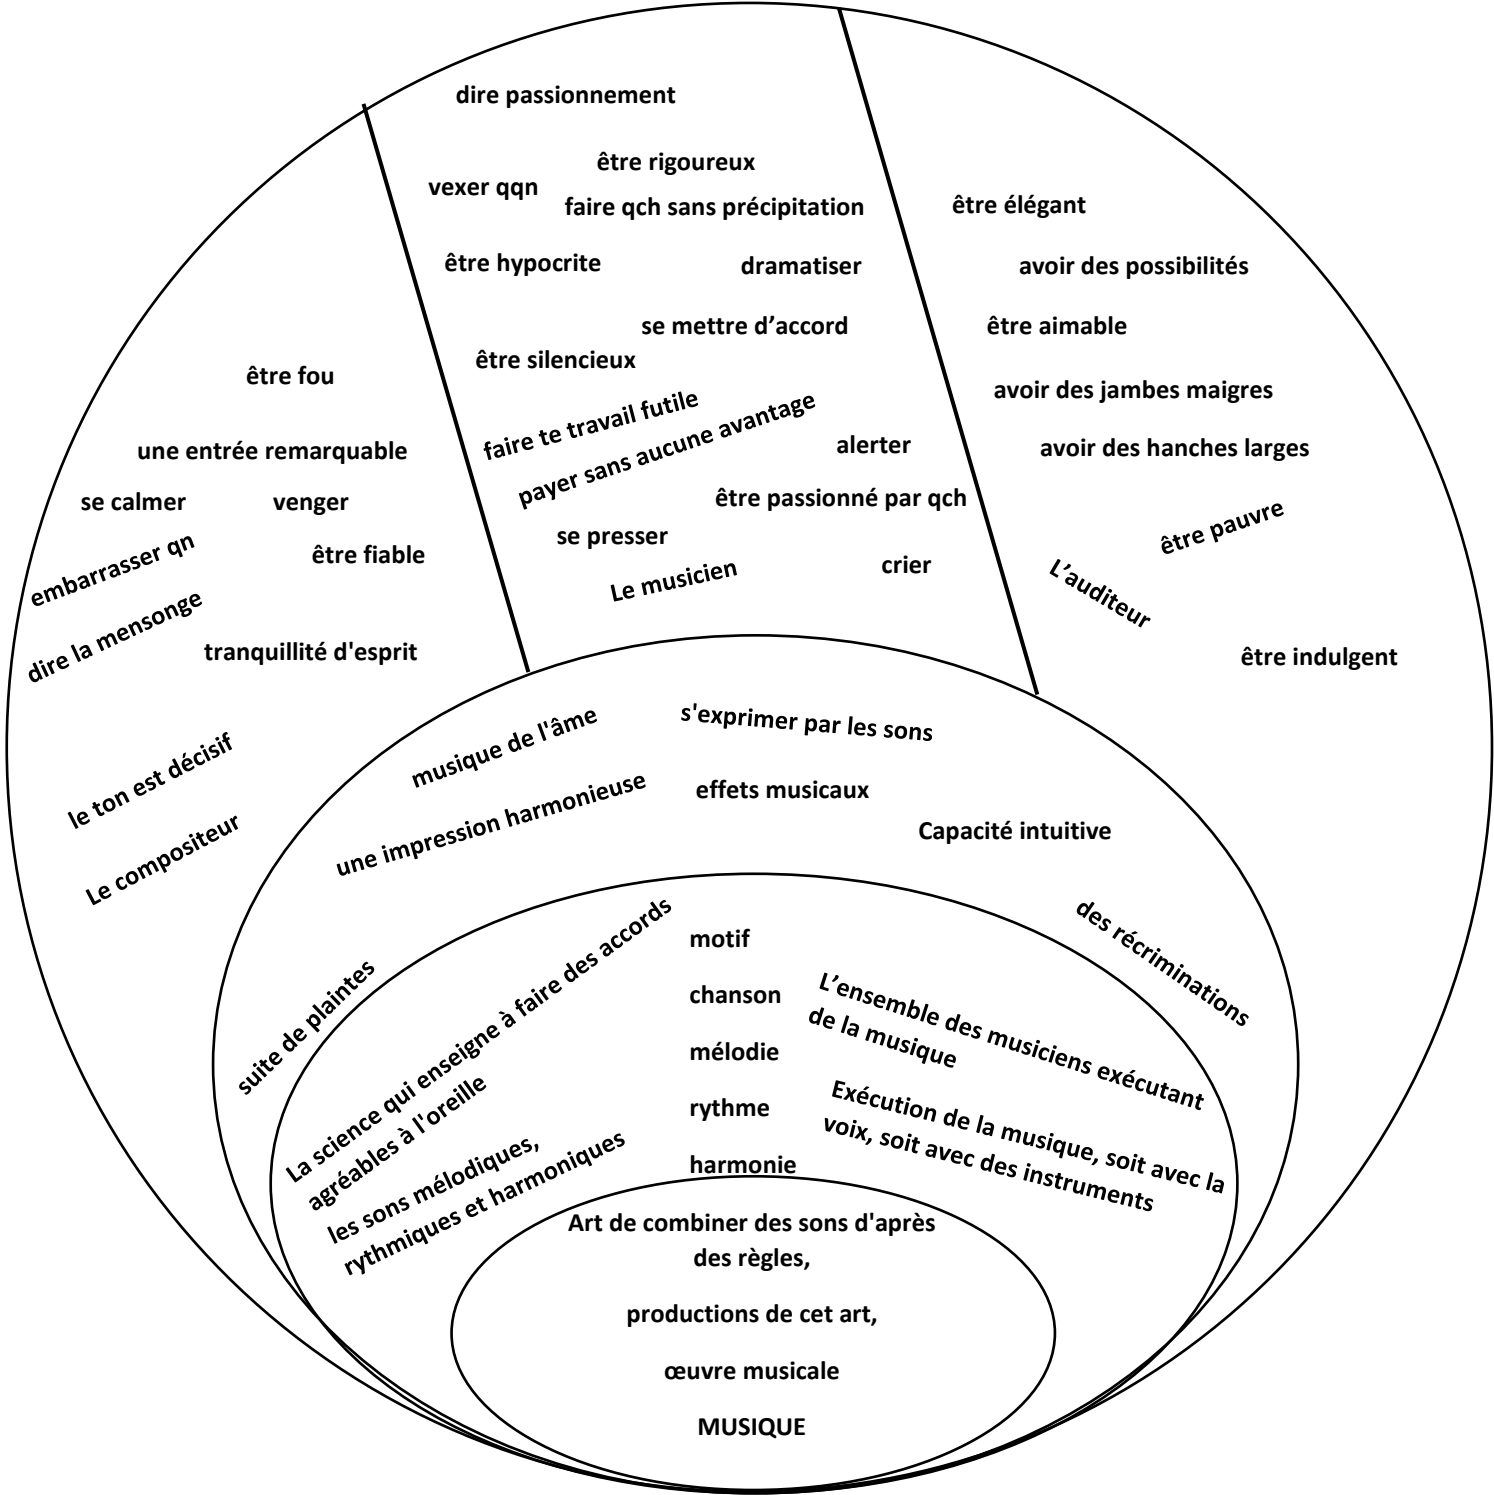 dire passionnement
être rigoureux
vexer qqn
faire qch sans précipitation
être hypocrite
dramatiser
se mettre d’accord
être silencieux
faire te travail futile
payer sans aucune avantage
alerter
être passionné par qch
se presser
crier
Le musicien
être élégant
avoir des possibilités
être aimable
avoir des jambes maigres
avoir des hanches larges
être pauvre
L’auditeur
être indulgent
être fou
une entrée remarquable
se calmer
venger
embarrasser qn
être fiable
dire la mensonge
tranquillité d'esprit
le ton est décisif
Le compositeur
musique de l'âme
s'exprimer par les sons
une impression harmonieuse
effets musicaux
Capacité intuitive
suite de plaintes
des récriminations
La science qui enseigne à faire des accords
agréables à l'oreille
les sons mélodiques,
rythmiques et harmoniques
motif
chanson
mélodie
rythme
harmonie
L’ensemble des musiciens exécutant
de la musique
Exécution de la musique, soit avec la
voix, soit avec des instruments
Art de combiner des sons d'après
des règles,
productions de cet art,
œuvre musicale
MUSIQUE